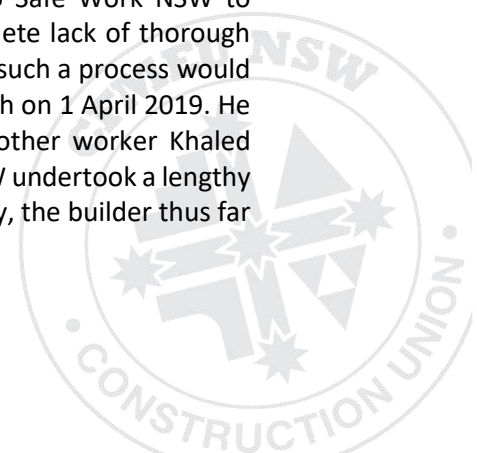 o Safe Work NSW to
ete lack of thorough
such a process would
h on 1 April 2019. He
other worker Khaled
undertook a lengthy
y, the builder thus far
CFMEU NSW
• CONSTRUCTION UNION •